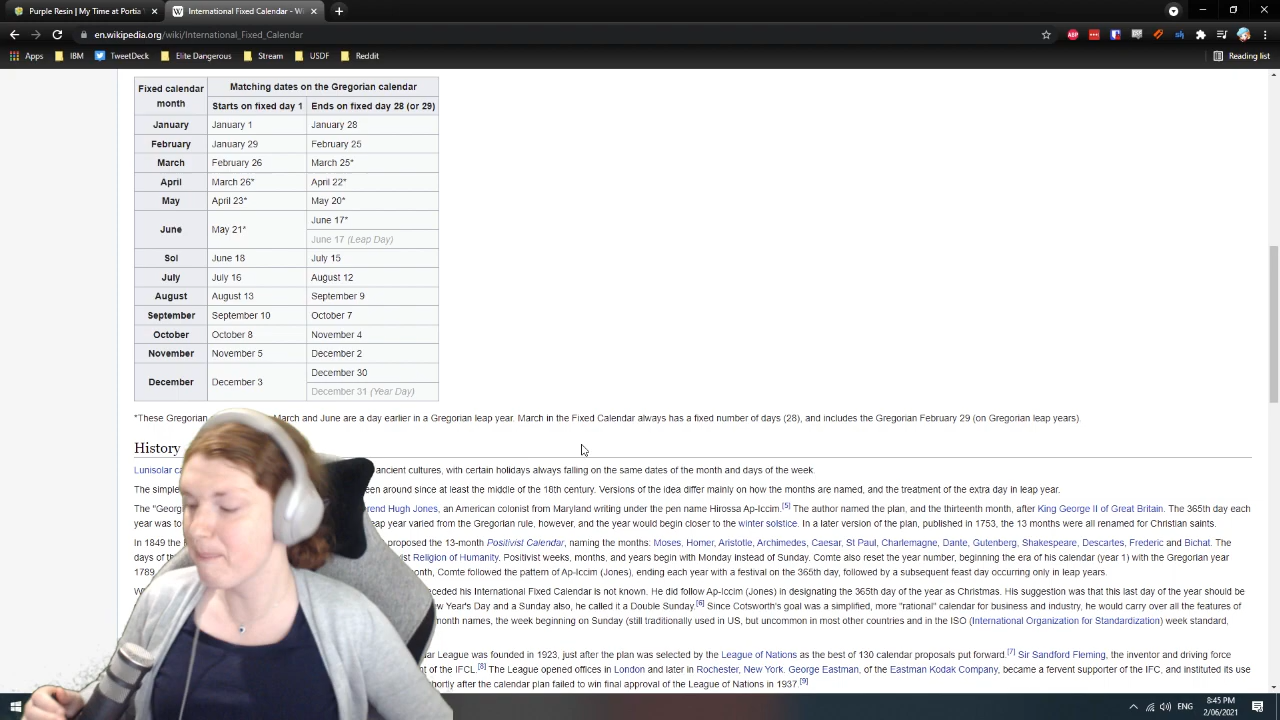 Purple Resin | My Time at Portia
International Fixed Calendar - Wi
en.wikipedia.org/wiki/International_Fixed_Calendar
Apps IBM TweetDeck Elite Dangerous Stream USDF Reddit Reading list
Fixed calendar month Matching dates on the Gregorian calendar
Starts on fixed day 1 Ends on fixed day 28 (or 29)
January January 1 January 28
February January 29 February 25
March February 26 March 25*
April March 26* April 22*
May April 23* May 20*
June May 21* June 17*
June 17 (Leap Day)
Sol June 18 July 15
July July 16 August 12
August August 13 September 9
September September 10 October 7
October October 8 November 4
November November 5 December 2
December December 3 December 30
December 31 (Year Day)
*These Gregorian March and June are a day earlier in a Gregorian leap year. March in the Fixed Calendar always has a fixed number of days (28), and includes the Gregorian February 29 (on Gregorian leap years).
History
Lunisolar ancient cultures, with certain holidays always falling on the same dates of the month and days of the week.
The around since at least the middle of the 18th century. Versions of the idea differ mainly on how the months are named, and the treatment of the extra day in leap year.
The Hugh Jones, an American colonist from Maryland writing under the pen name Hirossa Ap-Iccim.[5] The author named the plan, and the thirteenth month, after King George II of Great Britain. The 365th day each
year was to leap year varied from the Gregorian rule, however, and the year would begin closer to the winter solstice. In a later version of the plan, published in 1753, the 13 months were all renamed for Christian saints.
In 1849 the proposed the 13-month Positivist Calendar, naming the months: Moses, Homer, Aristotle, Archimedes, Caesar, St Paul, Charlemagne, Dante, Gutenberg, Shakespeare, Descartes, Frederic and Bichat. The
days of Religion of Humanity, Positivist weeks, months, and years begin with Monday instead of Sunday. Comte also reset the year number, beginning the era of his calendar (year 1) with the Gregorian year
1789. Comte followed the pattern of Ap-Iccim (Jones), ending each year with a festival on the 365th day, followed by a subsequent feast day occurring only in leap years.
his International Fixed Calendar is not known. He did follow Ap-Iccim (Jones) in designating the 365th day of the year as Christmas. His suggestion was that this last day of the year should be
Year's Day and a Sunday also, he called it a Double Sunday.[6] Since Cotsworth's goal was a simplified, more "rational" calendar for business and industry, he would carry over all the features of
month names, the week beginning on Sunday (still traditionally used in US, but uncommon in most other countries and in the ISO (International Organization for Standardization) week standard,
League was founded in 1923, just after the plan was selected by the League of Nations as the best of 130 calendar proposals put forward.[7] Sir Sandford Fleming, the inventor and driving force
of the IFCL.[8] The League opened offices in London and later in Rochester, New York. George Eastman, of the Eastman Kodak Company, became a fervent supporter of the IFC, and instituted its use
shortly after the calendar plan failed to win final approval of the League of Nations in 1937.[9]
ENG
8:45 PM
2/06/2021